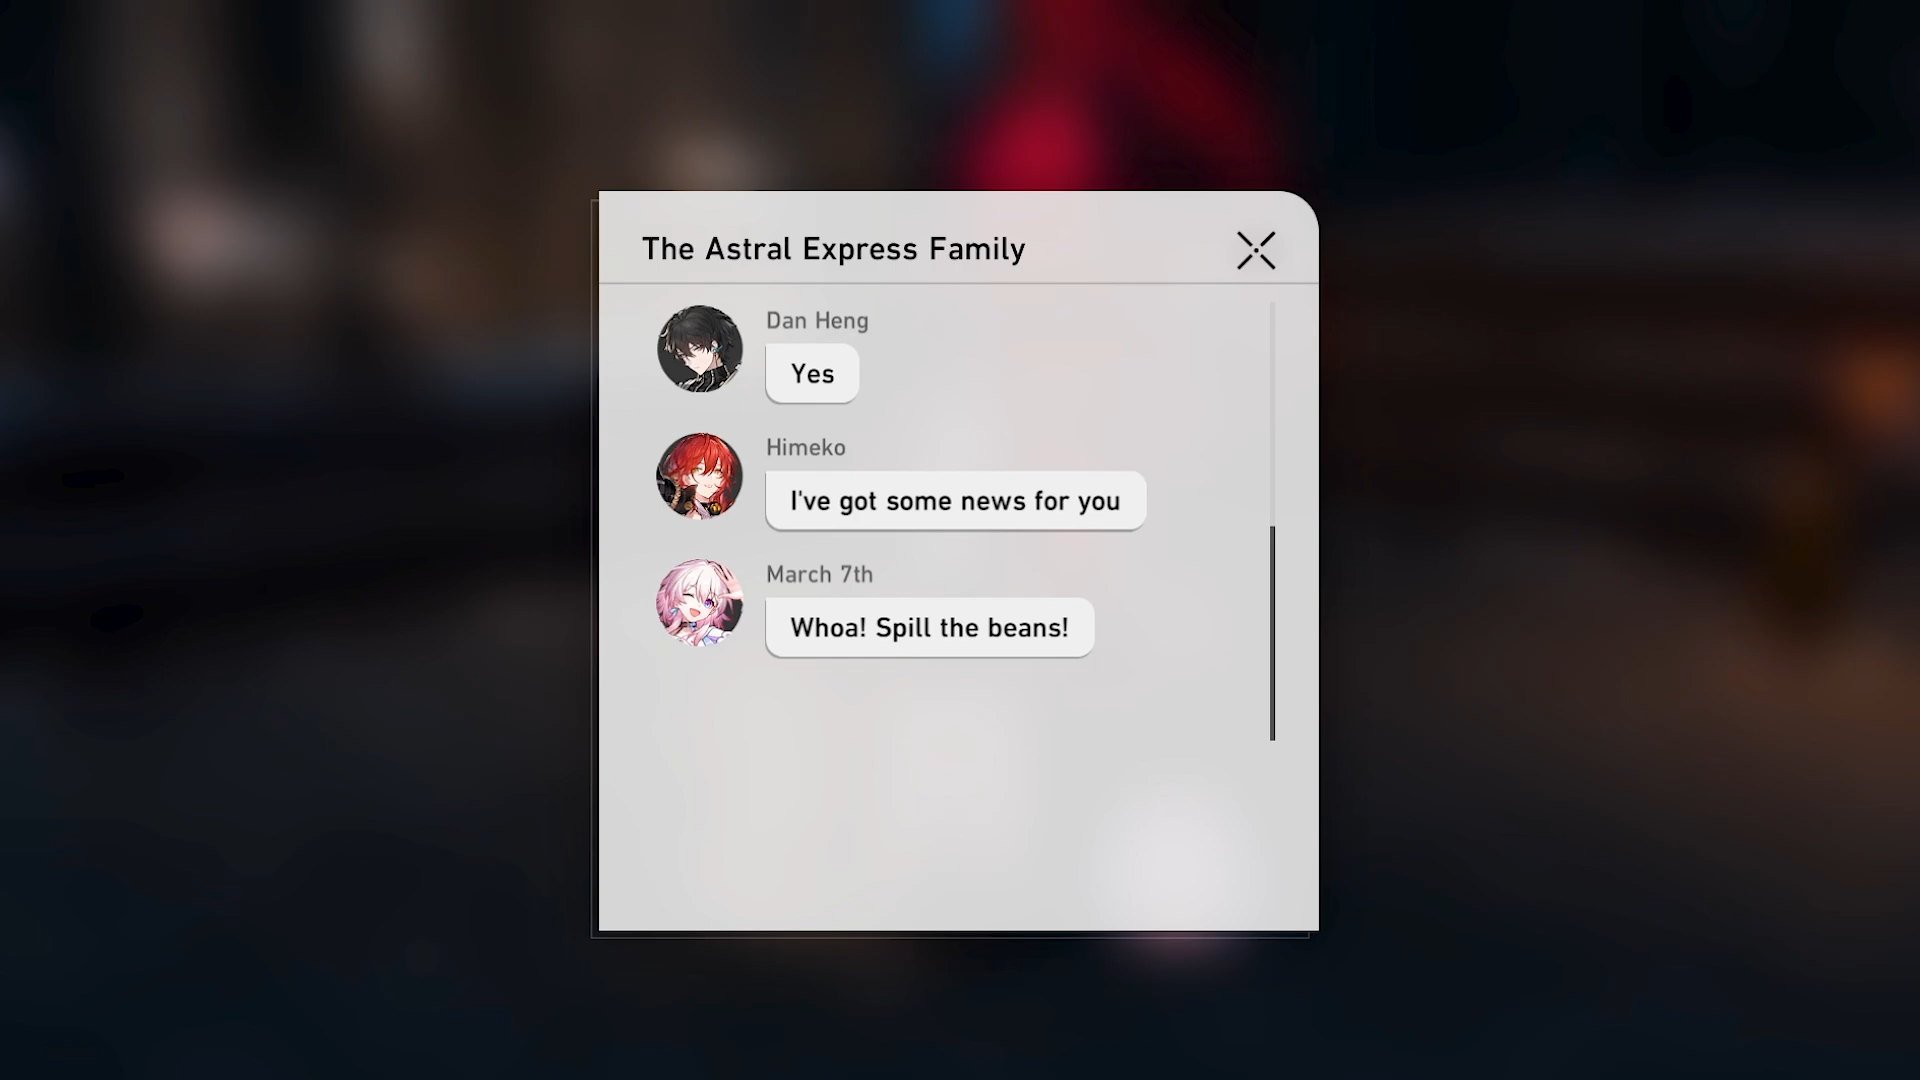 The Astral Express Family
Dan Heng
Yes
Himeko
I've got some news for you
March 7th
Whoa! Spill the beans!